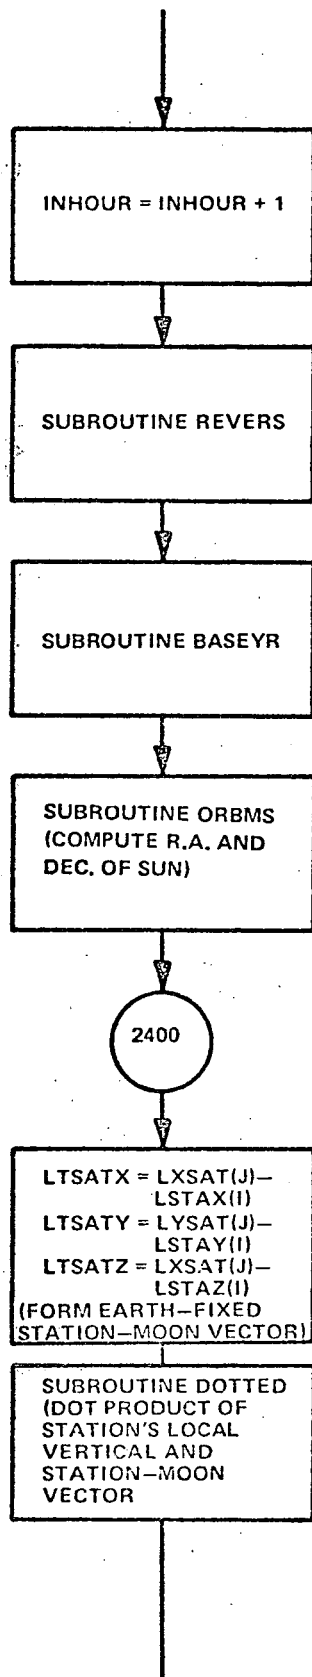 INHOUR = INHOUR + 1
SUBROUTINE REVERS
SUBROUTINE BASEYR
SUBROUTINE ORBMS
(COMPUTE R.A. AND
DEC. OF SUN)
2400
LTSATX = LXSAT(J)–
LSTAX(I)
LTSATY = LYSAT(J)–
LSTAY(I)
LTSATZ = LXSAT(J)–
LSTAZ(I)
(FORM EARTH–FIXED
STATION–MOON VECTOR)
SUBROUTINE DOTTED
(DOT PRODUCT OF
STATION'S LOCAL
VERTICAL AND
STATION–MOON
VECTOR